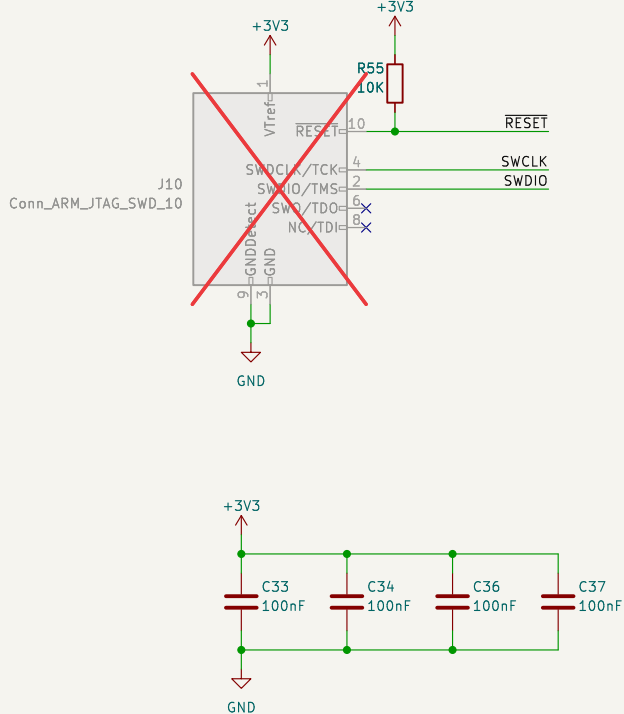 +3V3
+3V3
R55
10K
1
VTref
RESET
10
RESET
SWDCLK/TCK
4
SWCLK
J10
SWDIO/TMS
2
SWDIO
Conn_ARM_JTAG_SWD_10
SWO/TDO
6
NC/TDI
8
GNDDetect
GND
9
3
GND
+3V3
C33
100nF
C34
100nF
C36
100nF
C37
100nF
GND